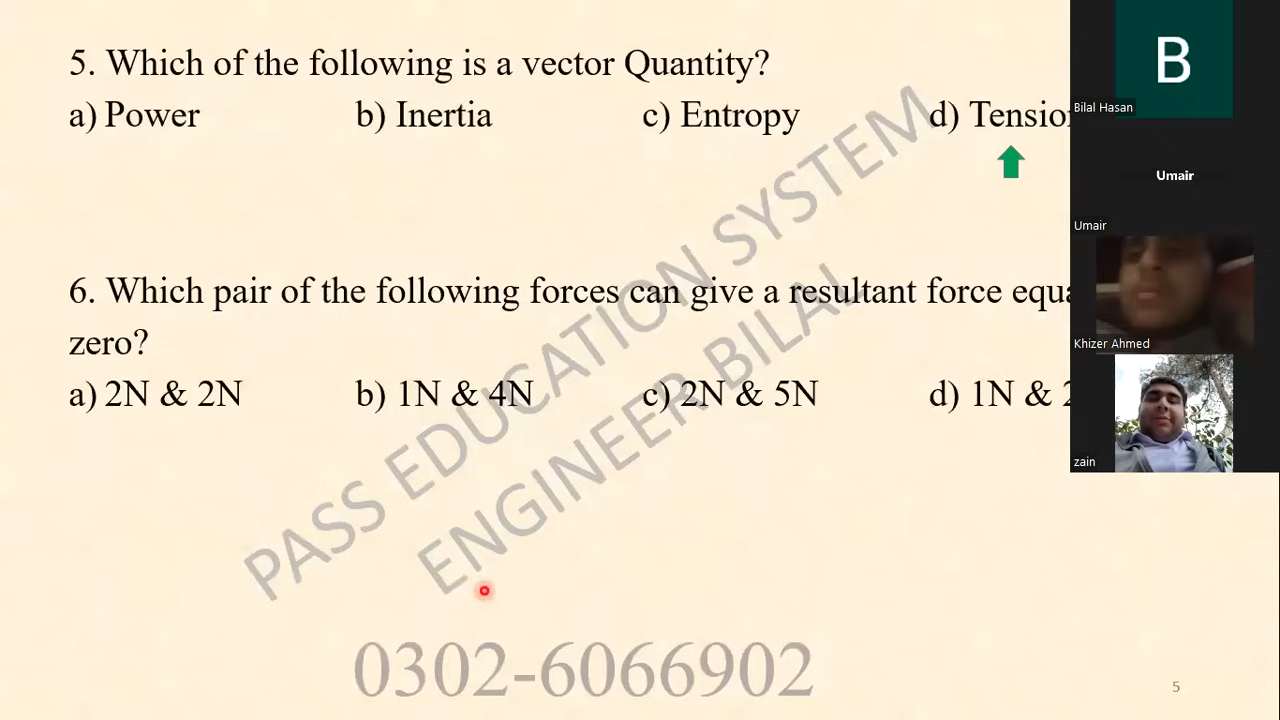 5. Which of the following is a vector Quantity?
a) Power b) Inertia c) Entropy d) Tensio
6. Which pair of the following forces can give a resultant force equa
zero?
a) 2N & 2N b) 1N & 4N c) 2N & 5N d) 1N & 2
PASS EDUCATION SYSTEM
ENGINEER BILAL
0302-6066902
5
B
Bilal Hasan
Umair
Umair
Khizer Ahmed
zain